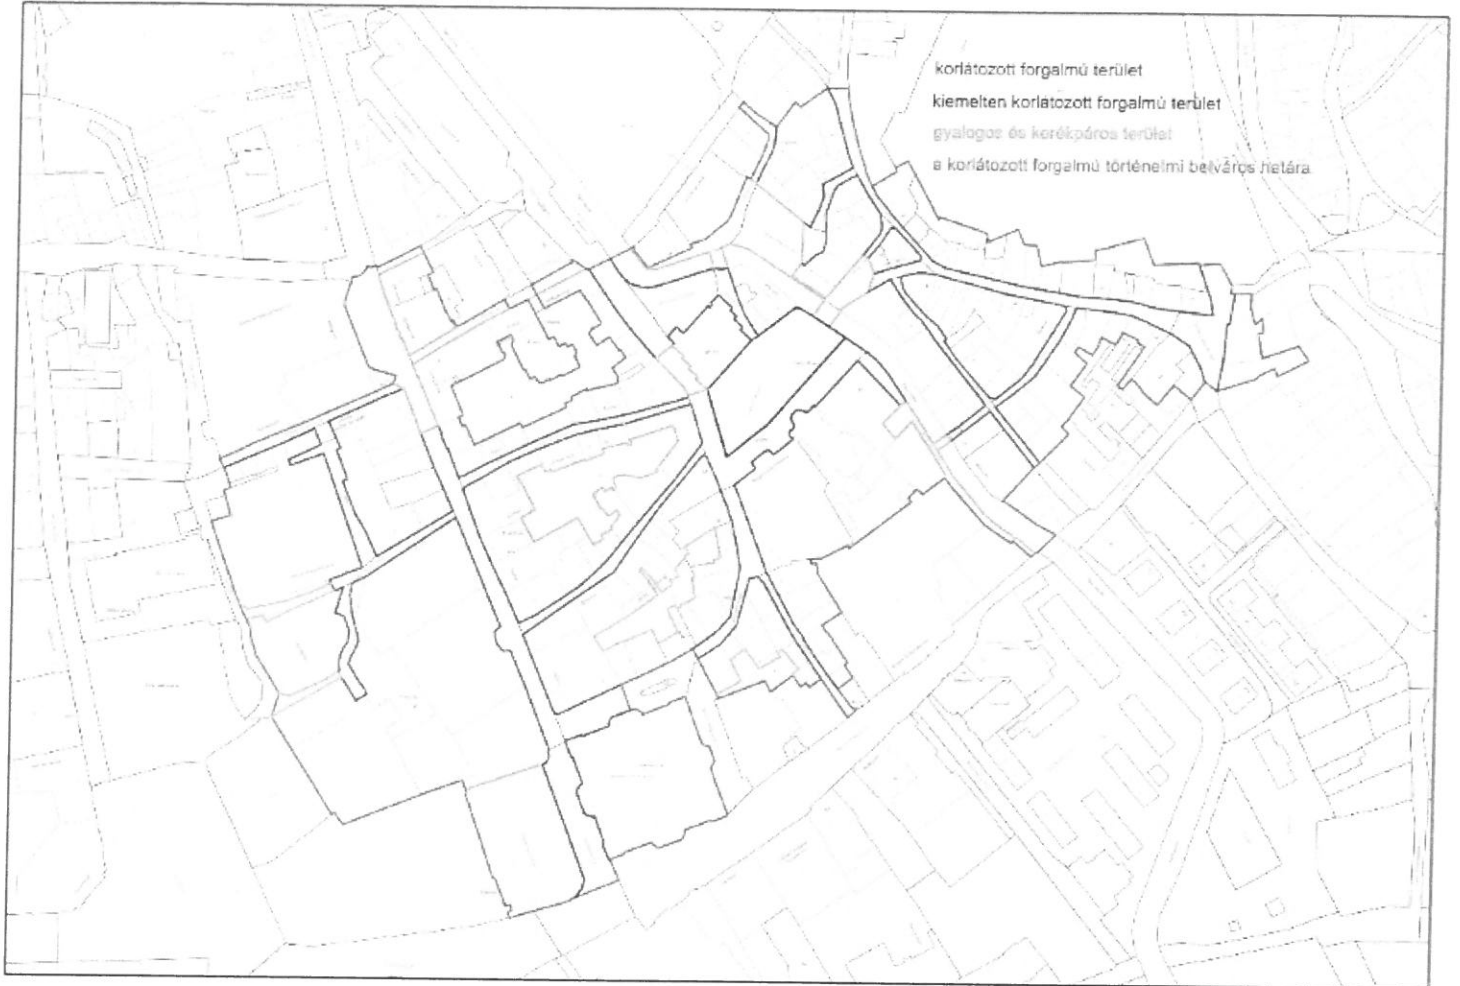 korlátozott forgalmú terület
kiemelten korlátozott forgalmú terület
gyalogos és kerékpáros terület
a korlátozott forgalmú történelmi belváros határa